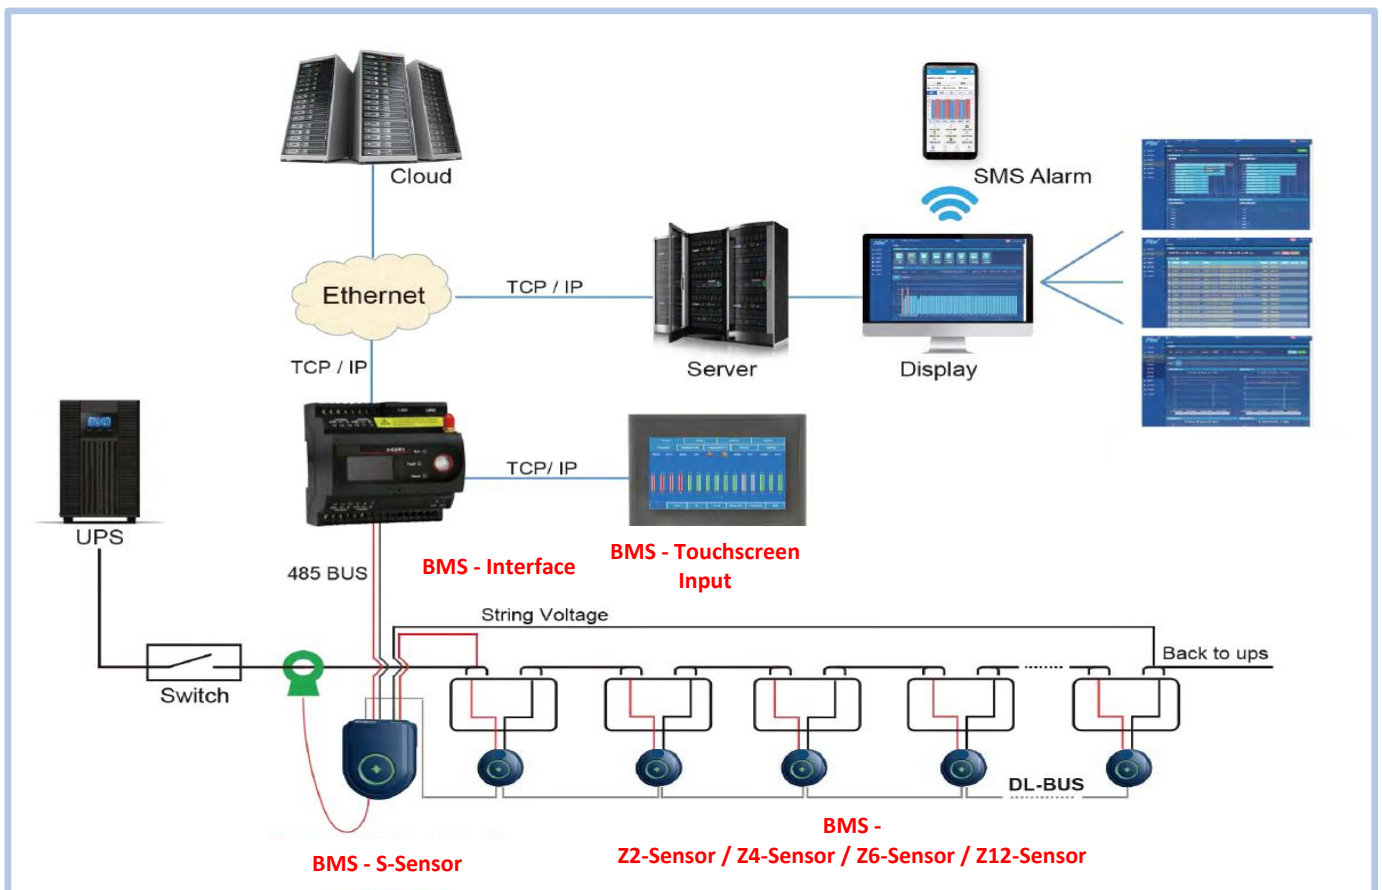 Cloud
SMS Alarm
Ethernet
TCP / IP
Server
Display
TCP / IP
UPS
TCP/ IP
BMS - Interface
BMS - Touchscreen
Input
485 BUS
String Voltage
Back to ups
Switch
DL-BUS
BMS - S-Sensor
BMS -
Z2-Sensor / Z4-Sensor / Z6-Sensor / Z12-Sensor